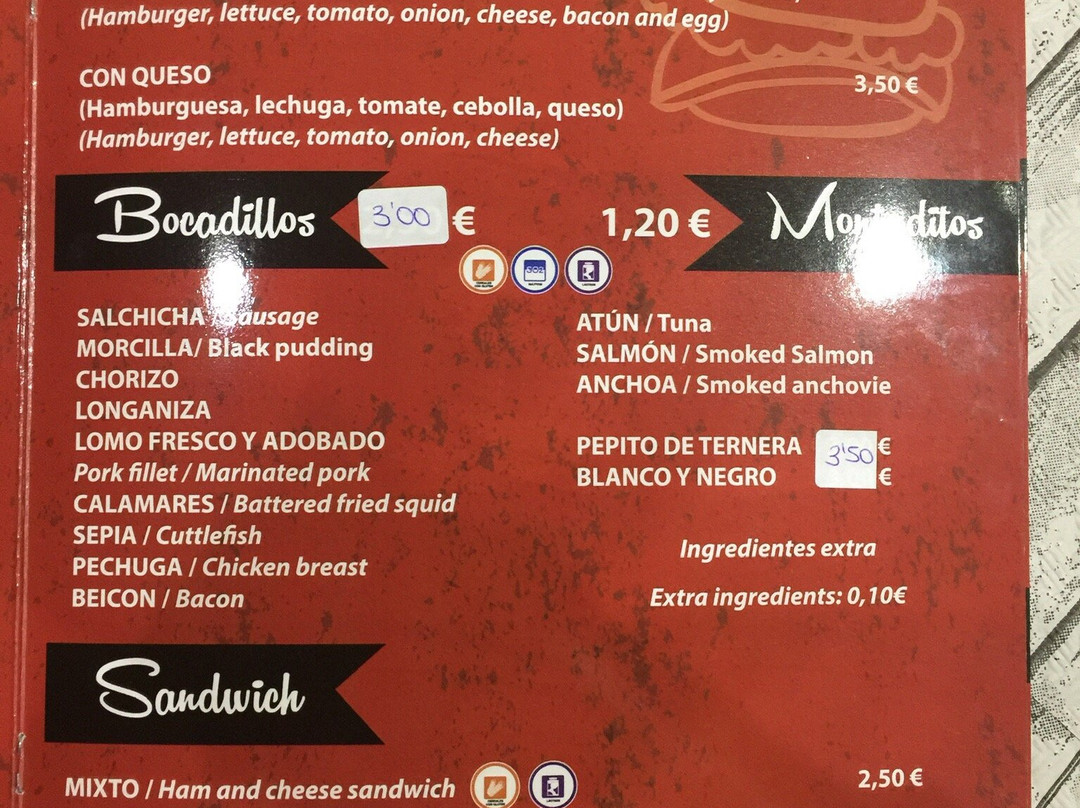 (Hamburger, lettuce, tomato, onion, cheese, bacon and egg)
CON QUESO
3,50 €
(Hamburguesa, lechuga, tomate, cebolla, queso)
(Hamburger, lettuce, tomato, onion, cheese)
Bocadillos 3'00 €
1,20 € Montaditos
SO2
SALCHICHA / Sausage
MORCILLA/ Black pudding
CHORIZO
LONGANIZA
LOMO FRESCO Y ADOBADO
Pork fillet / Marinated pork
CALAMARES / Battered fried squid
SEPIA / Cuttlefish
PECHUGA / Chicken breast
BEICON / Bacon
ATÚN / Tuna
SALMÓN / Smoked Salmon
ANCHOA / Smoked anchovie
PEPITO DE TERNERA 3'50 €
BLANCO Y NEGRO €
Ingredientes extra
Extra ingredients: 0,10€
Sandwich
MIXTO / Ham and cheese sandwich 2,50 €